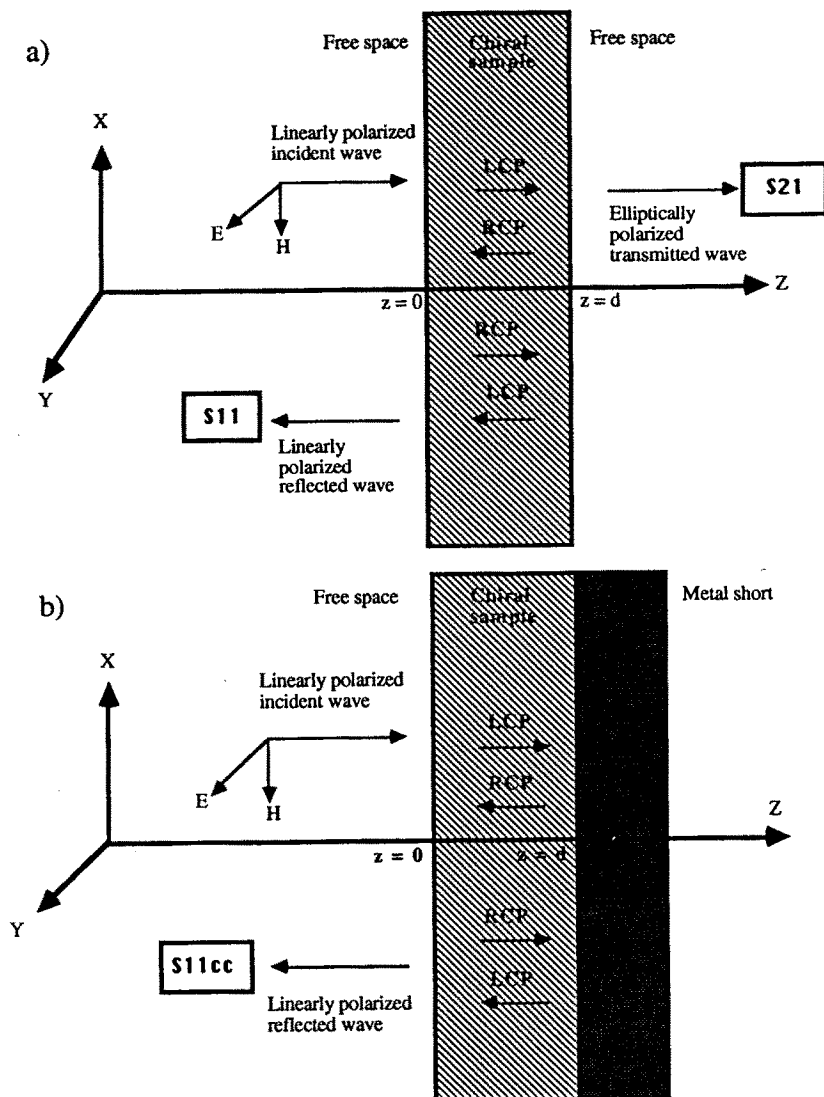 a)
Free space
Chiral
sample
Free space
X
Linearly polarized
incident wave
LCP
S21
E
H
RCP
Elliptically
polarized
transmitted wave
Z
z = 0
z = d
RCP
Y
S11
LCP
Linearly
polarized
reflected wave
b)
Free space
Chiral
sample
Metal short
X
Linearly polarized
incident wave
LCP
E
H
RCP
Z
z = 0
z = d
Y
RCP
S11cc
LCP
Linearly polarized
reflected wave